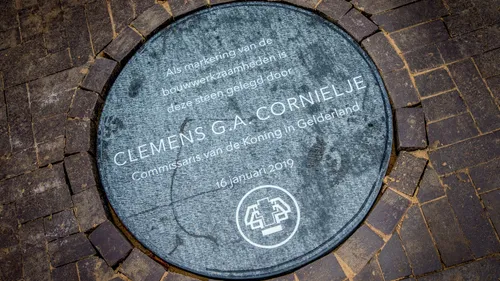 Als markering van de
bouwwerkzaamheden is
deze steen gelegd door
CLEMENS G.A. CORNIELJE
Commissaris van de Koning in Gelderland
16 januari 2019